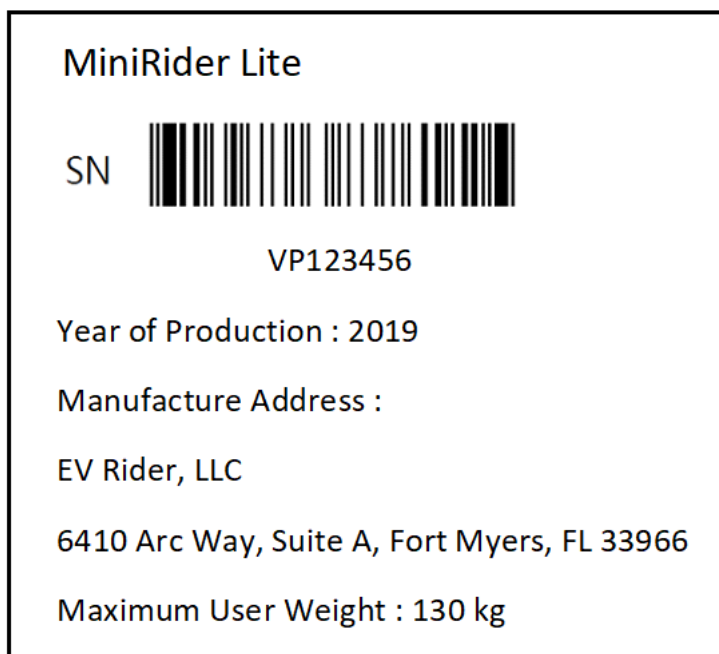 MiniRider Lite
SN
VP123456
Year of Production : 2019
Manufacture Address :
EV Rider, LLC
6410 Arc Way, Suite A, Fort Myers, FL 33966
Maximum User Weight : 130 kg